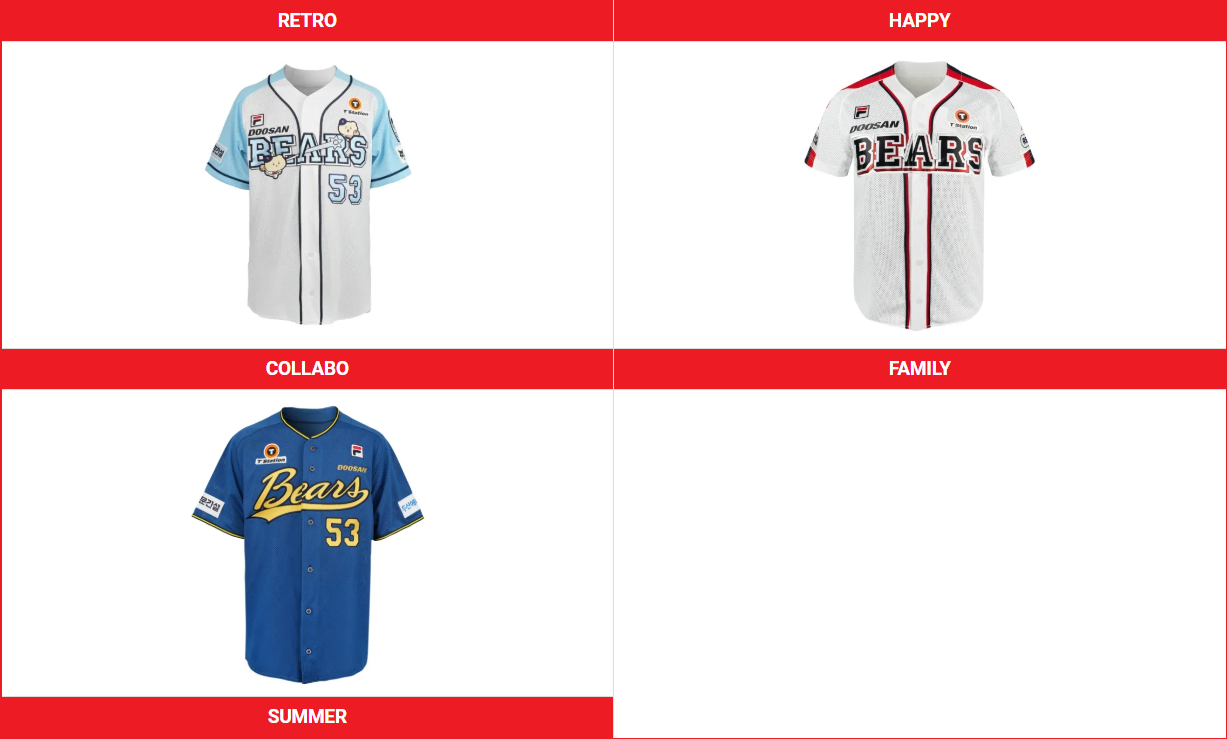 RETRO
HAPPY
T Station
DOOSAN
BEARS
53
T Station
DOOSAN
BEARS
COLLABO
FAMILY
T Station
DOOSAN
Bears
53
SUMMER